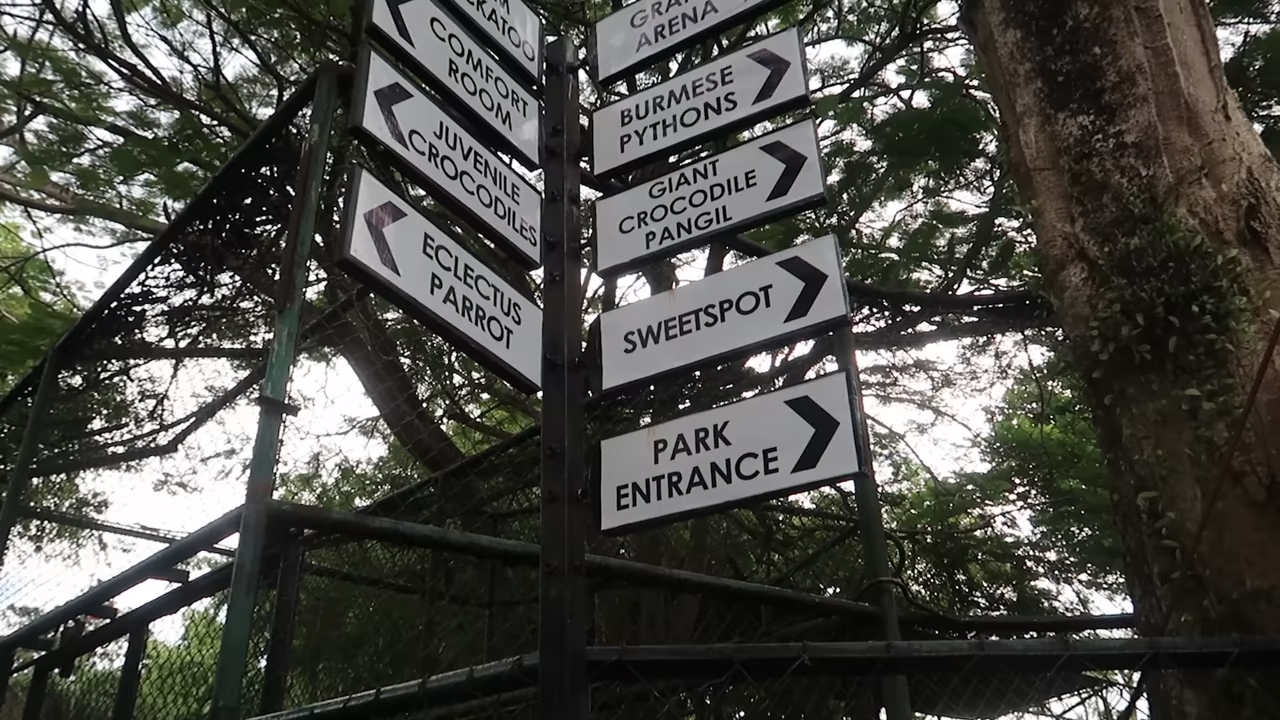 COMFORT
ROOM
JUVENILE
CROCODILES
ECLECTUS
PARROT
ARENA
BURMESE
PYTHONS
GIANT
CROCODILE
PANGIL
SWEETSPOT
PARK
ENTRANCE